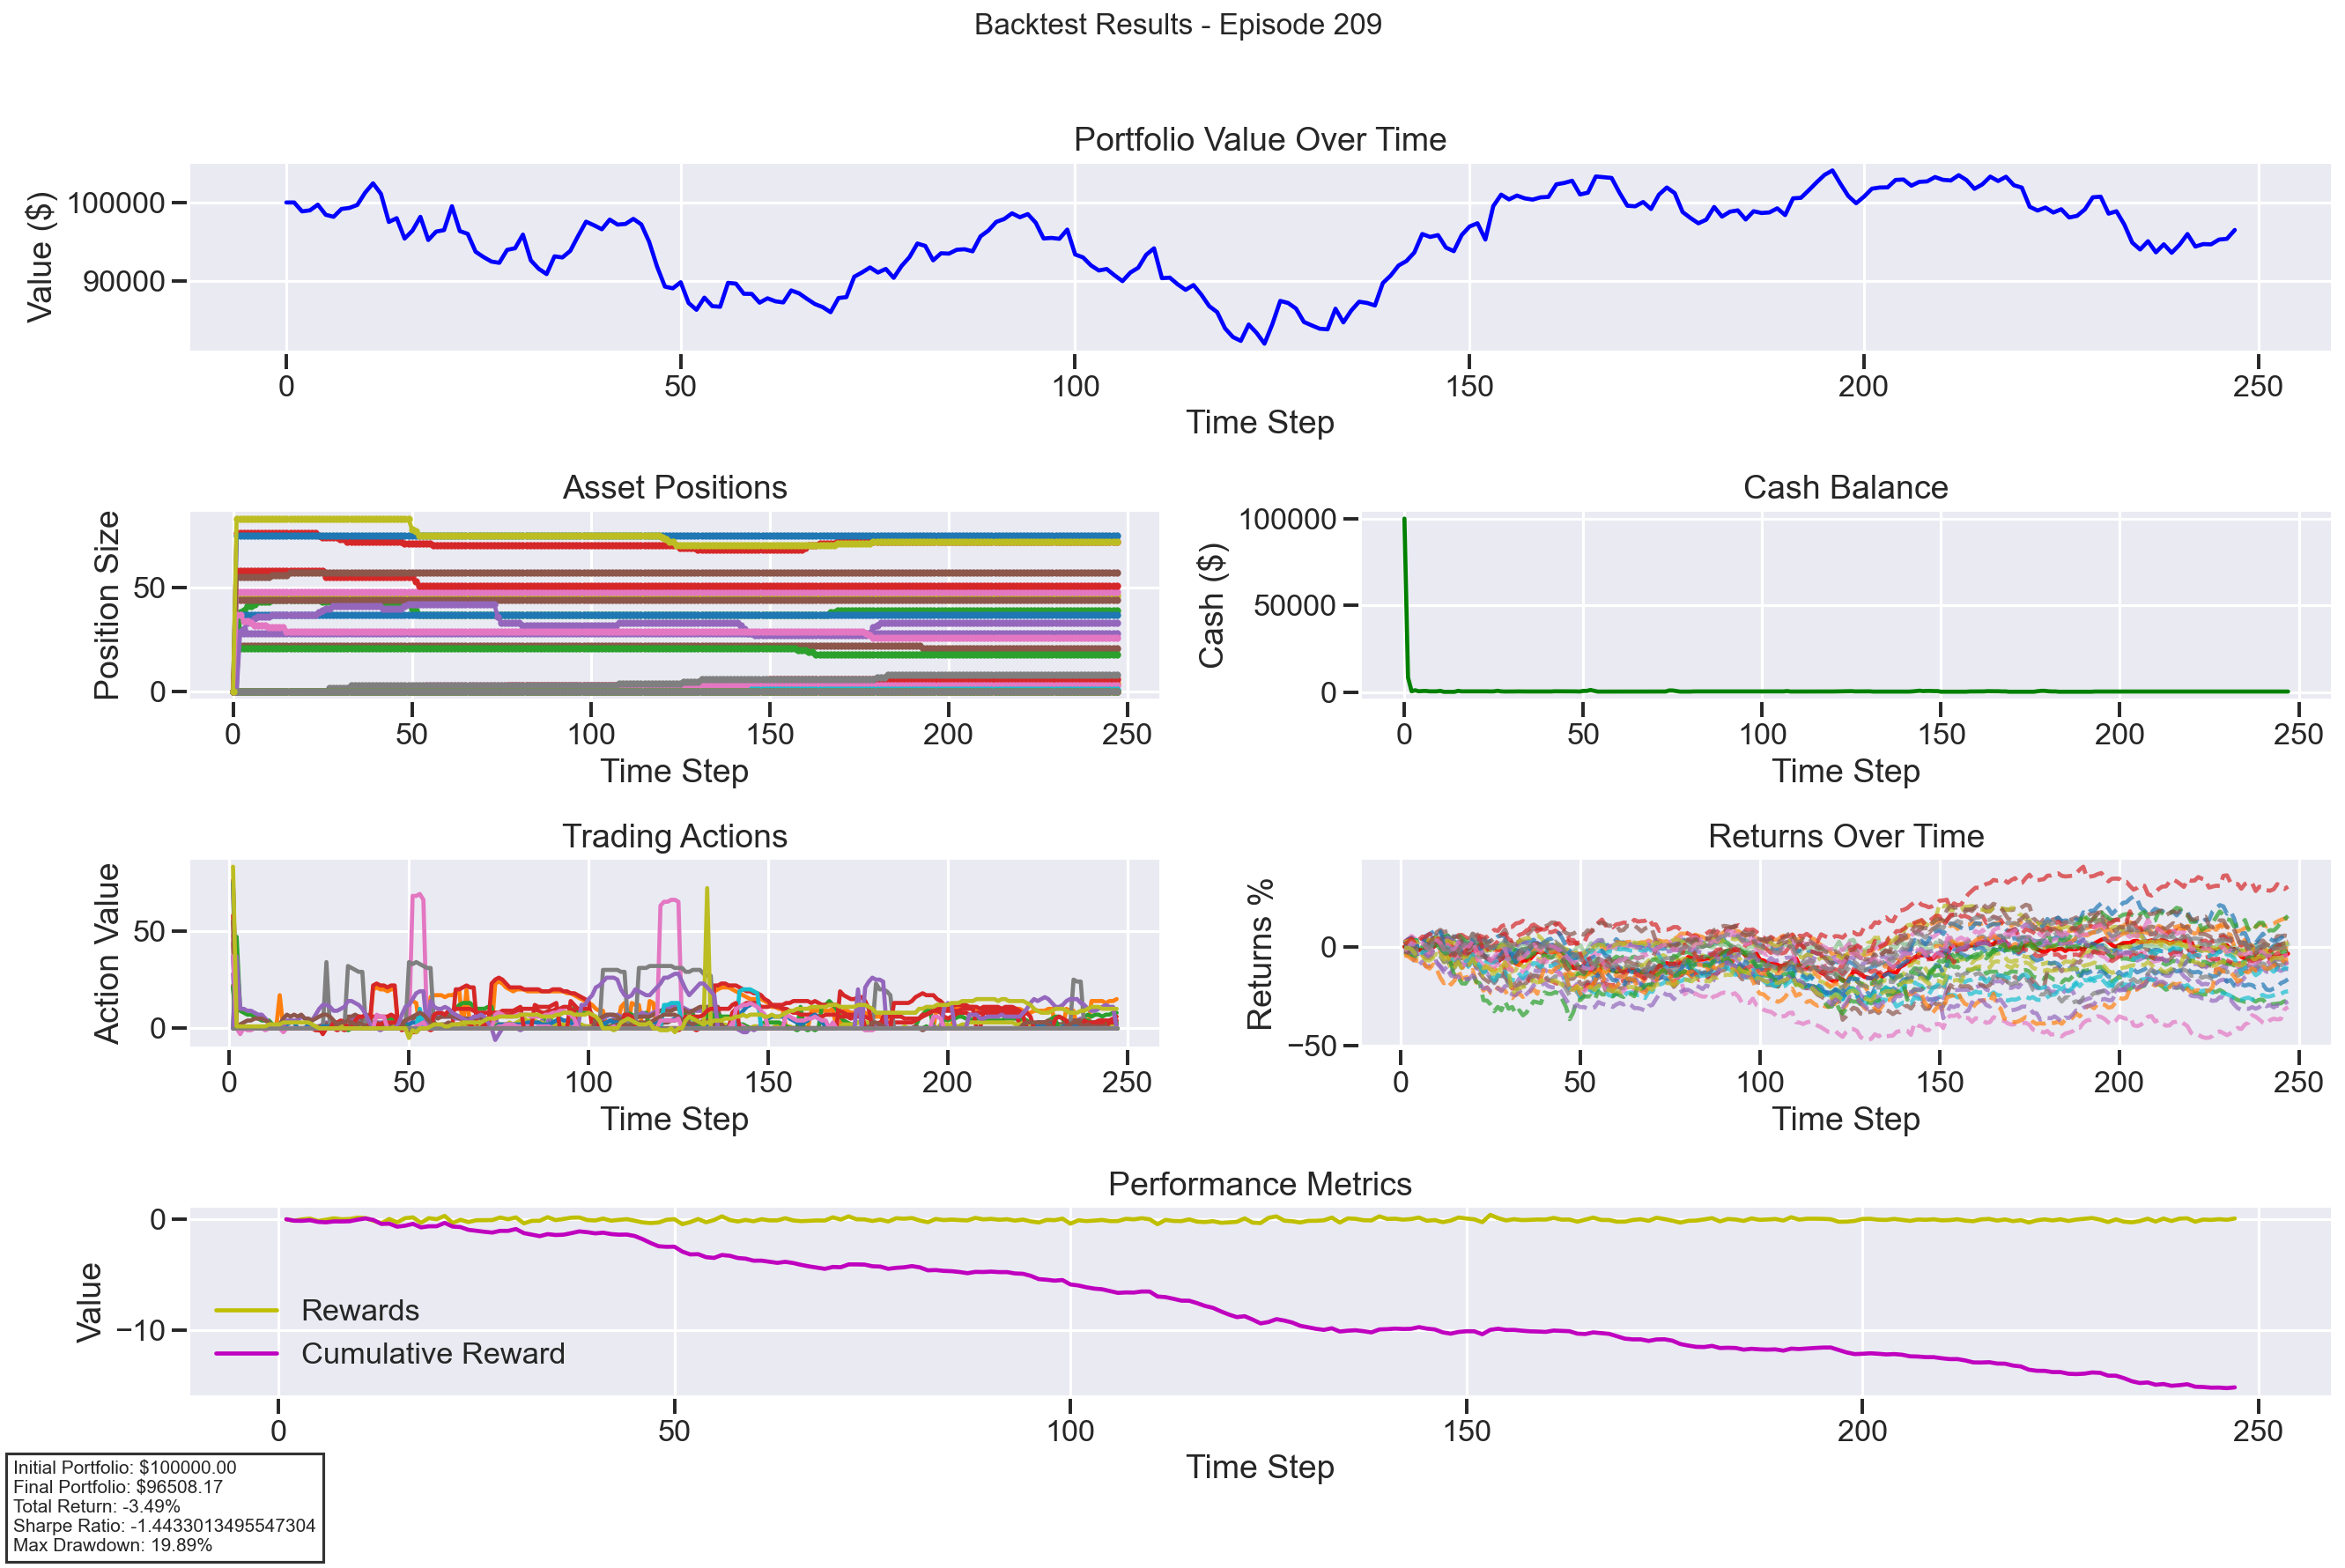 Backtest Results - Episode 209
Portfolio Value Over Time
Value ($)
100000
90000
0 50 100 150 200 250
Time Step
Asset Positions
Position Size
50
0
0 50 100 150 200 250
Time Step
Cash Balance
Cash ($)
100000
50000
0
0 50 100 150 200 250
Time Step
Trading Actions
Action Value
50
0
0 50 100 150 200 250
Time Step
Returns Over Time
Returns %
0
−50
0 50 100 150 200 250
Time Step
Performance Metrics
Value
0
−10
Rewards
Cumulative Reward
0 50 100 150 200 250
Time Step
Initial Portfolio: $100000.00
Final Portfolio: $96508.17
Total Return: -3.49%
Sharpe Ratio: -1.4433013495547304
Max Drawdown: 19.89%